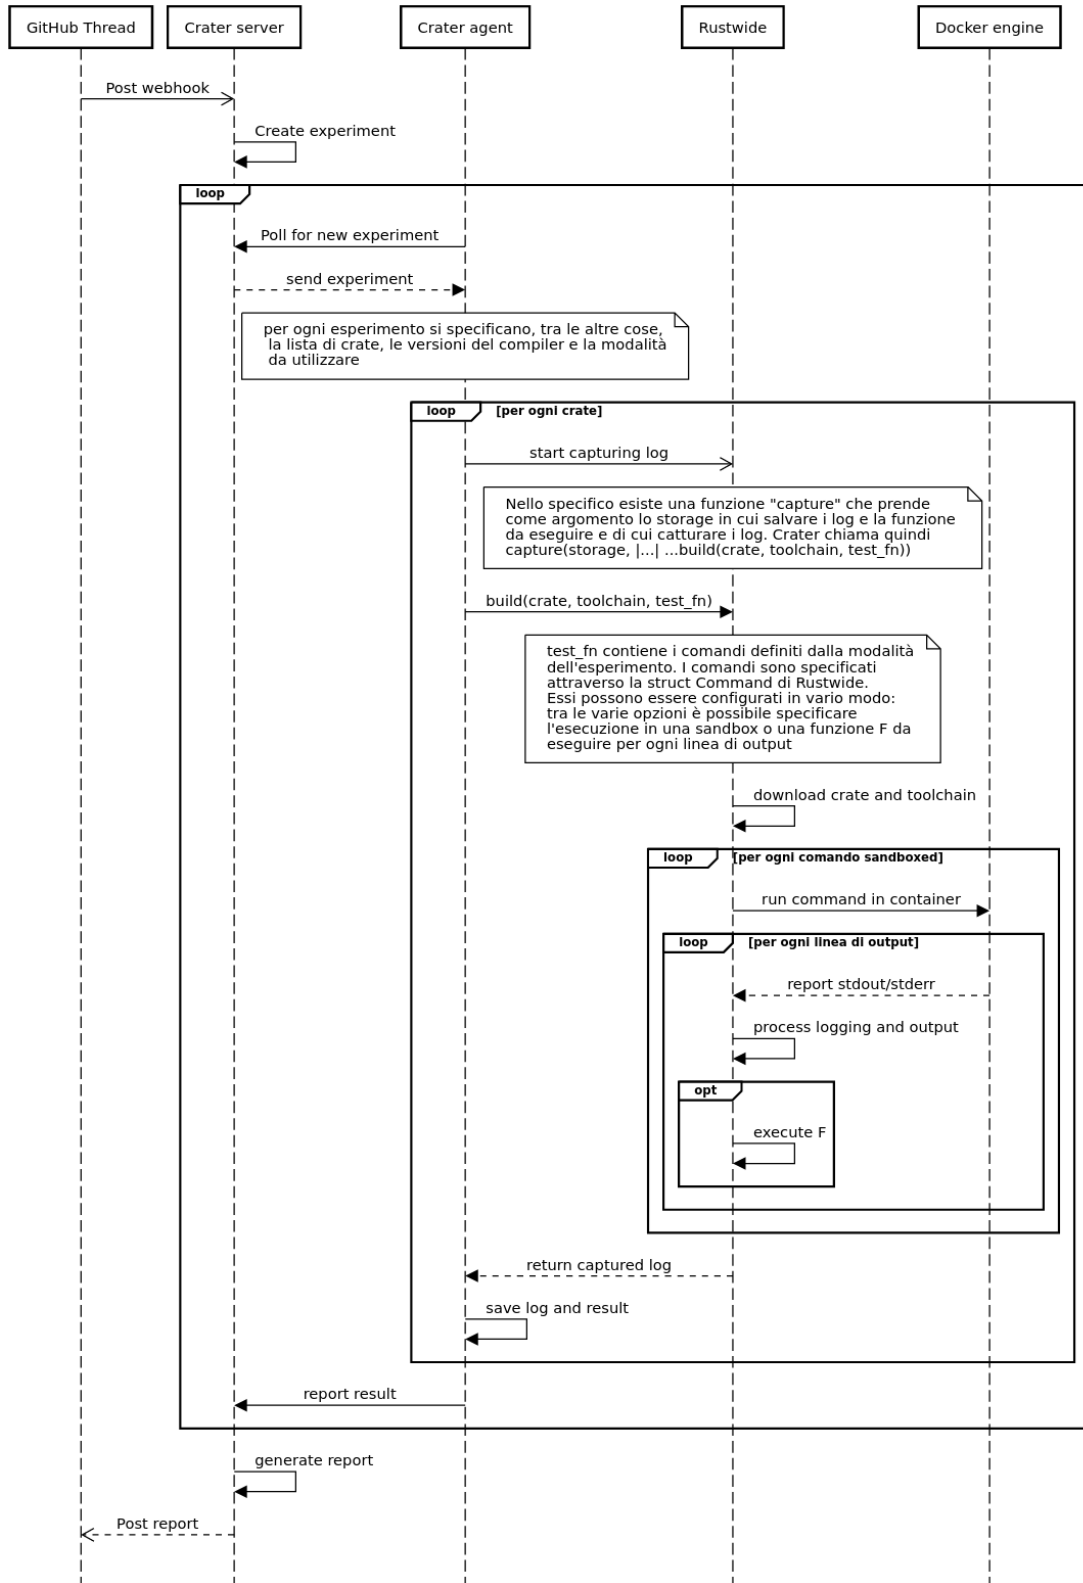 GitHub Thread
Crater server
Crater agent
Rustwide
Docker engine
Post webhook
Create experiment
loop
Poll for new experiment
send experiment
per ogni esperimento si specificano, tra le altre cose,
la lista di crate, le versioni del compiler e la modalità
da utilizzare
loop [per ogni crate]
start capturing log
Nello specifico esiste una funzione "capture" che prende
come argomento lo storage in cui salvare i log e la funzione
da eseguire e di cui catturare i log. Crater chiama quindi
capture(storage, |...| ...build(crate, toolchain, test_fn))
build(crate, toolchain, test_fn)
test_fn contiene i comandi definiti dalla modalità
dell'esperimento. I comandi sono specificati
attraverso la struct Command di Rustwide.
Essi possono essere configurati in vario modo:
tra le varie opzioni è possibile specificare
l'esecuzione in una sandbox o una funzione F da
eseguire per ogni linea di output
download crate and toolchain
loop [per ogni comando sandboxed]
run command in container
loop [per ogni linea di output]
report stdout/stderr
process logging and output
opt
execute F
return captured log
save log and result
report result
generate report
Post report